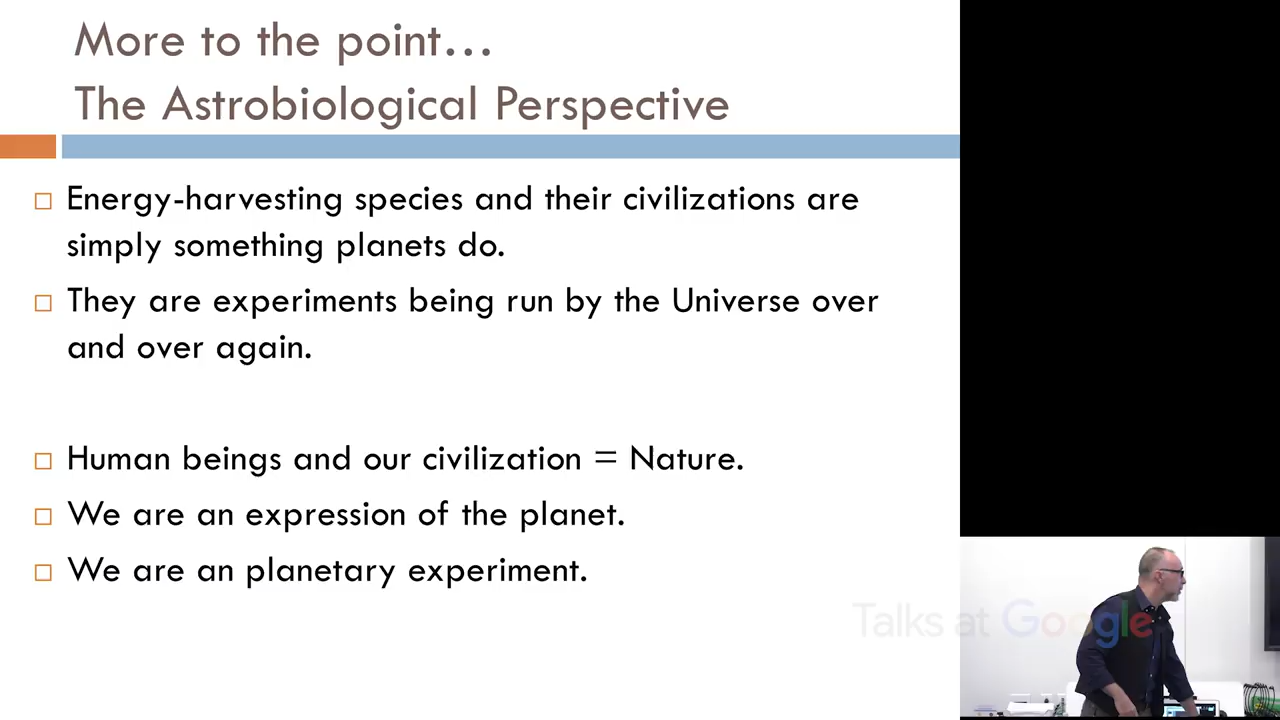 More to the point…
The Astrobiological Perspective
Energy-harvesting species and their civilizations are
simply something planets do.
They are experiments being run by the Universe over
and over again.
Human beings and our civilization = Nature.
We are an expression of the planet.
We are an planetary experiment.
Talks at Google